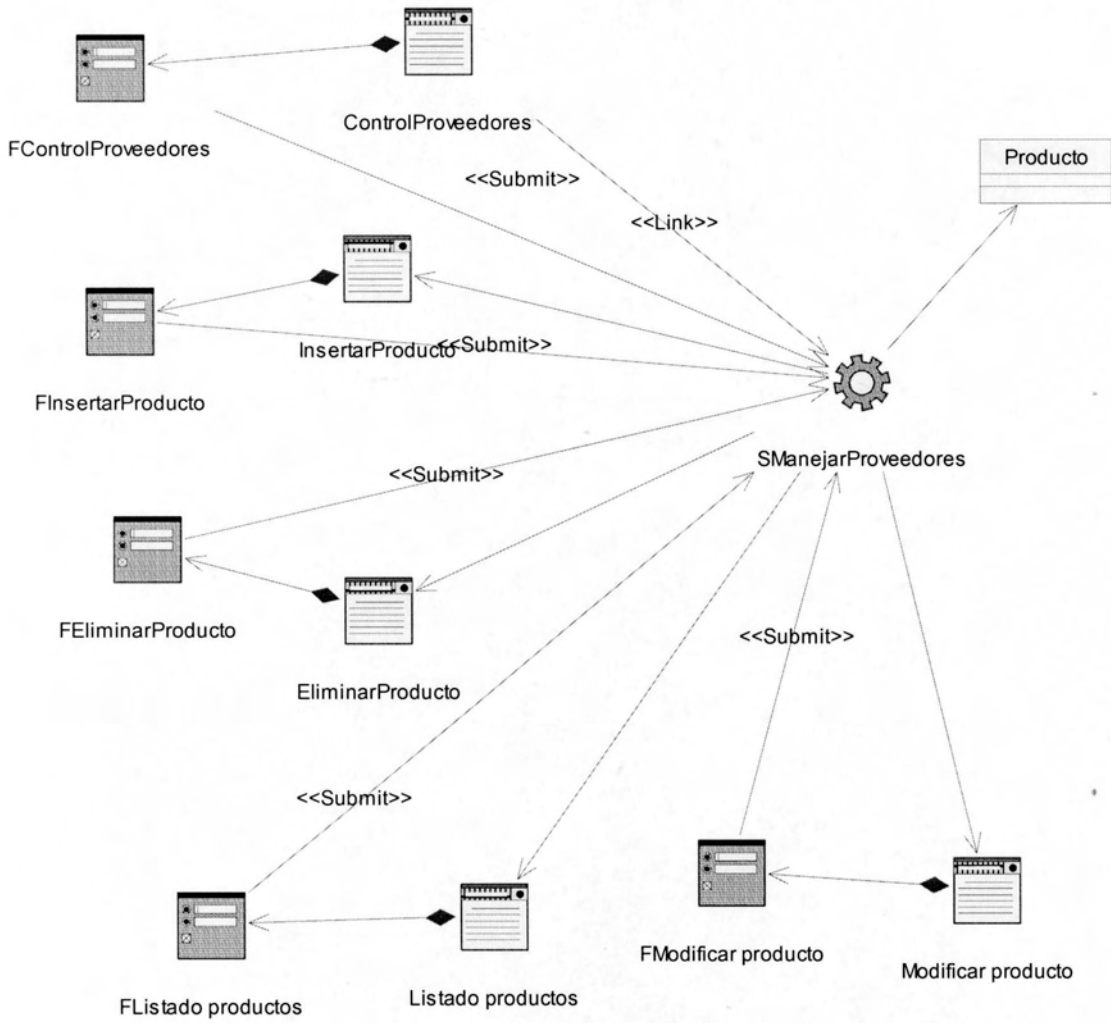 ControlProveedores
FControlProveedores
Producto
<<Submit>>
<<Link>>
InsertarProducto
<<Submit>>
FInsertarProducto
SManejarProveedores
<<Submit>>
FEliminarProducto
EliminarProducto
<<Submit>>
<<Submit>>
FModificar producto
Modificar producto
FListado productos
Listado productos